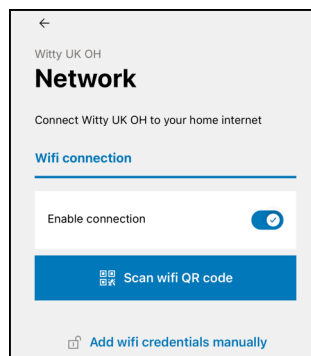 Witty UK OH
Network
Connect Witty UK OH to your home internet
Wifi connection
Enable connection
Scan wifi QR code
Add wifi credentials manually